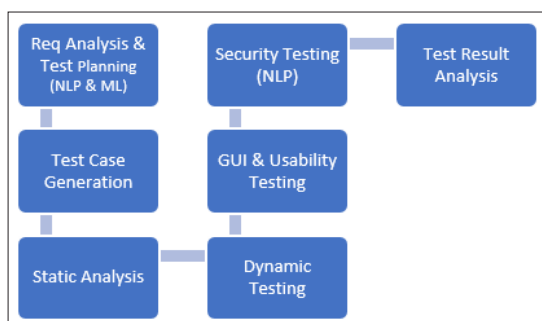 Req Analysis &
Test Planning
(NLP & ML)
Test Case
Generation
Static Analysis
Dynamic
Testing
GUI & Usability
Testing
Security Testing
(NLP)
Test Result
Analysis